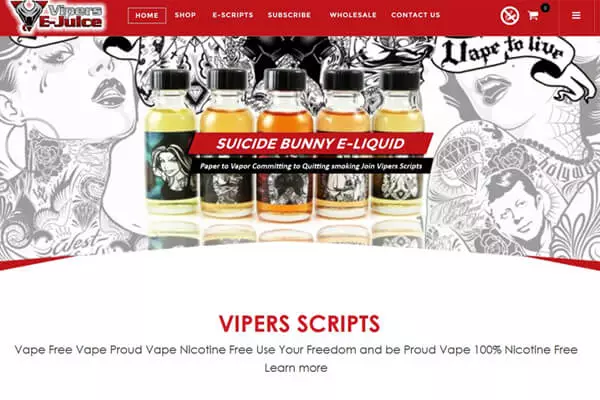 Vipers
E-Juice
HOME SHOP E-SCRIPTS SUBSCRIBE WHOLESALE CONTACT US
0
Vape to live
SUICIDE BUNNY E-LIQUID
Paper to Vapor Committing to Quitting smoking Join Vipers Scripts
West
VIPERS SCRIPTS
Vape Free Vape Proud Vape Nicotine Free Use Your Freedom and be Proud Vape 100% Nicotine Free
Learn more